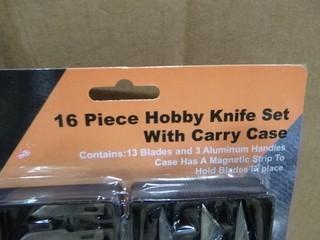 16 Piece Hobby Knife Set
With Carry Case
Contains:13 Blades and 3 Aluminum Handles
Case Has A Magnetic Strip To
Hold Blades in place